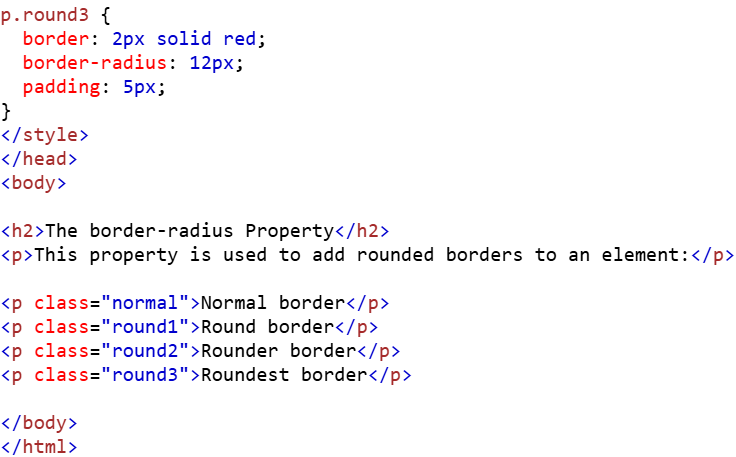 p.round3 {
  border: 2px solid red;
  border-radius: 12px;
  padding: 5px;
}
</style>
</head>
<body>

<h2>The border-radius Property</h2>
<p>This property is used to add rounded borders to an element:</p>

<p class="normal">Normal border</p>
<p class="round1">Round border</p>
<p class="round2">Rounder border</p>
<p class="round3">Roundest border</p>

</body>
</html>